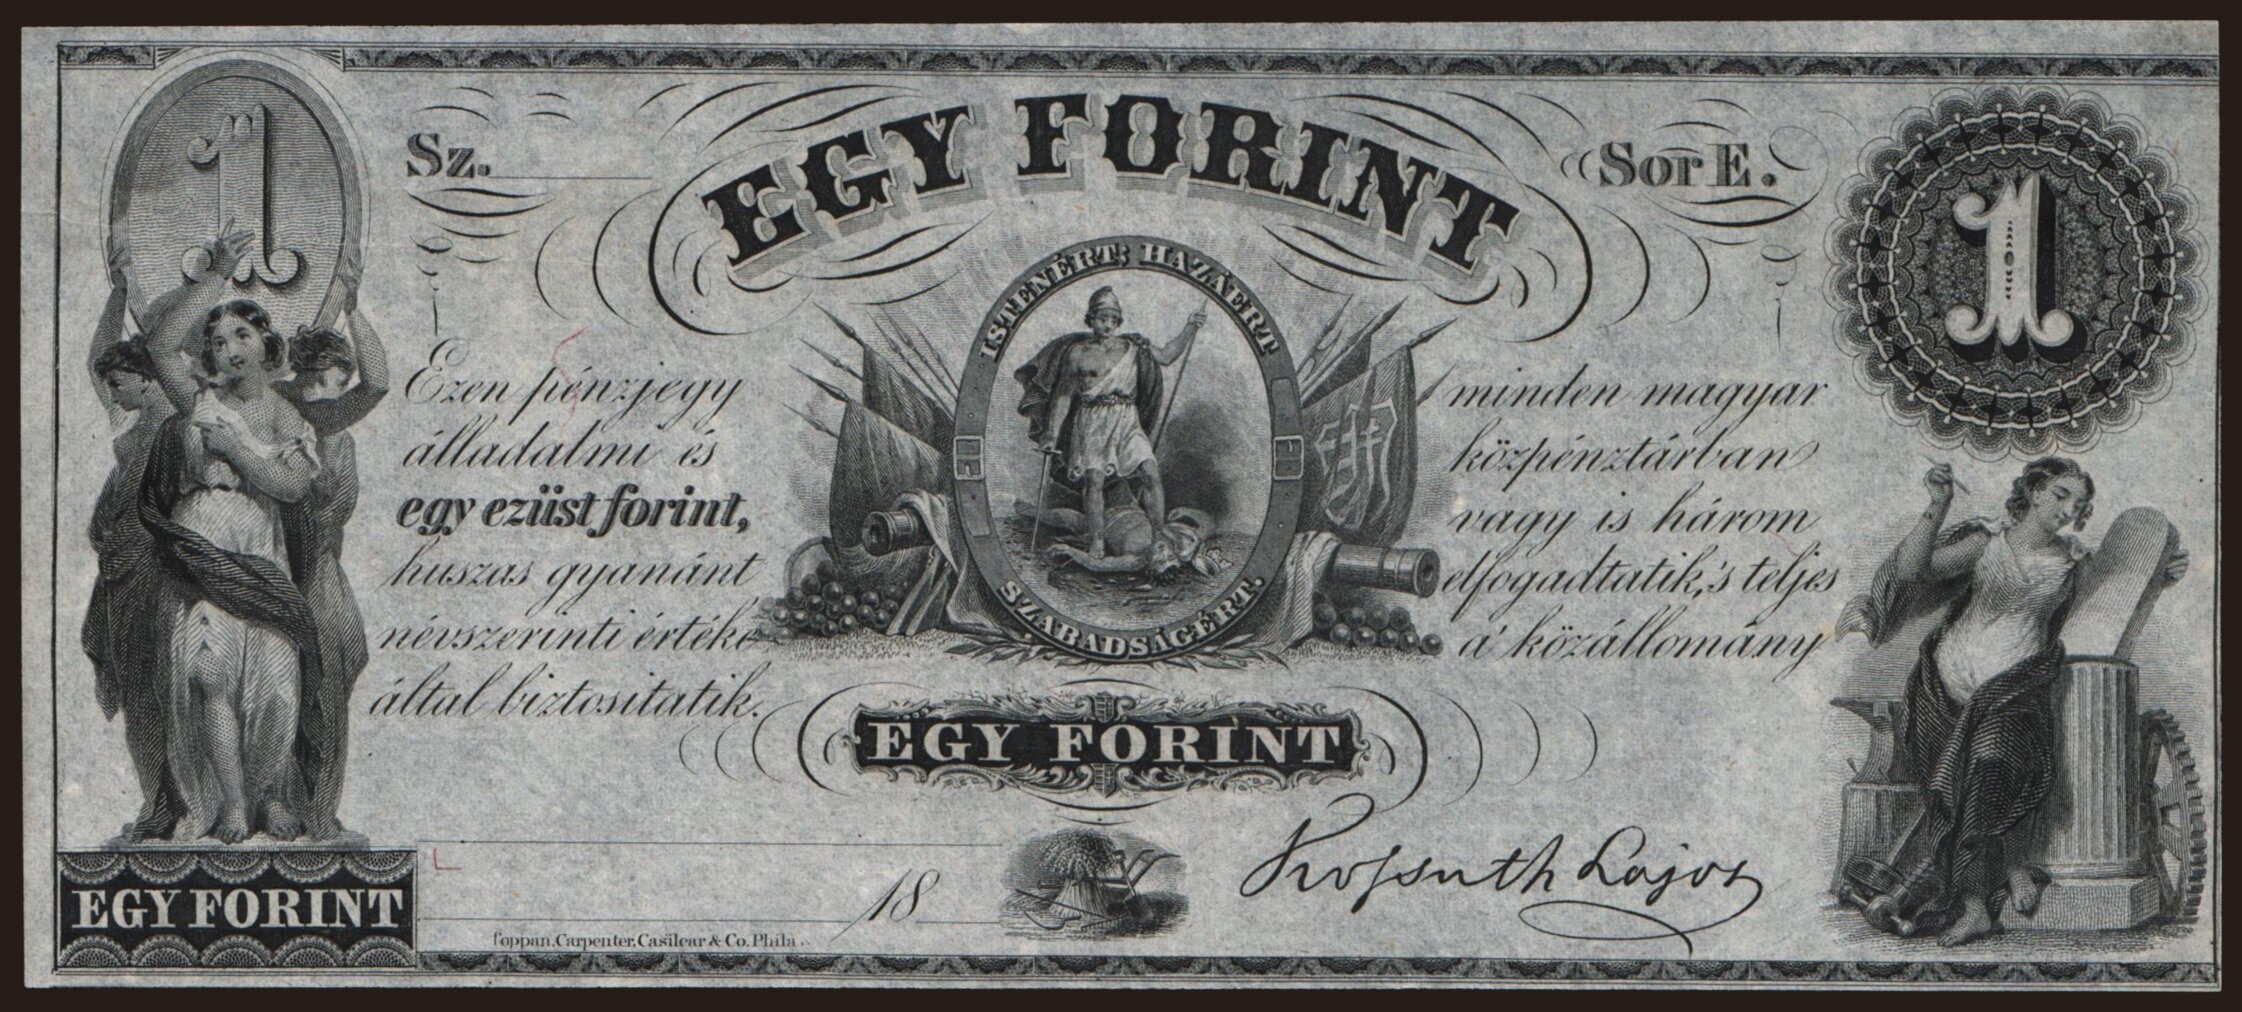 1
Sz.
EGY FORINT
Sor E.
1
ISTENÉRT; HAZÁÉRT
SZABADSÁGÉRT.
Ezen pénzjegy minden magyar
álladalmi és közpénztárban
egy ezüst forint, vagy is három
huszas gyanánt elfogadtatik,'s teljes
névszerinti értéke a' közállomány
által biztositatik.
EGY FORINT
EGY FORINT
18
Kossuth Lajos
Toppan, Carpenter, Casilear & Co. Phila.